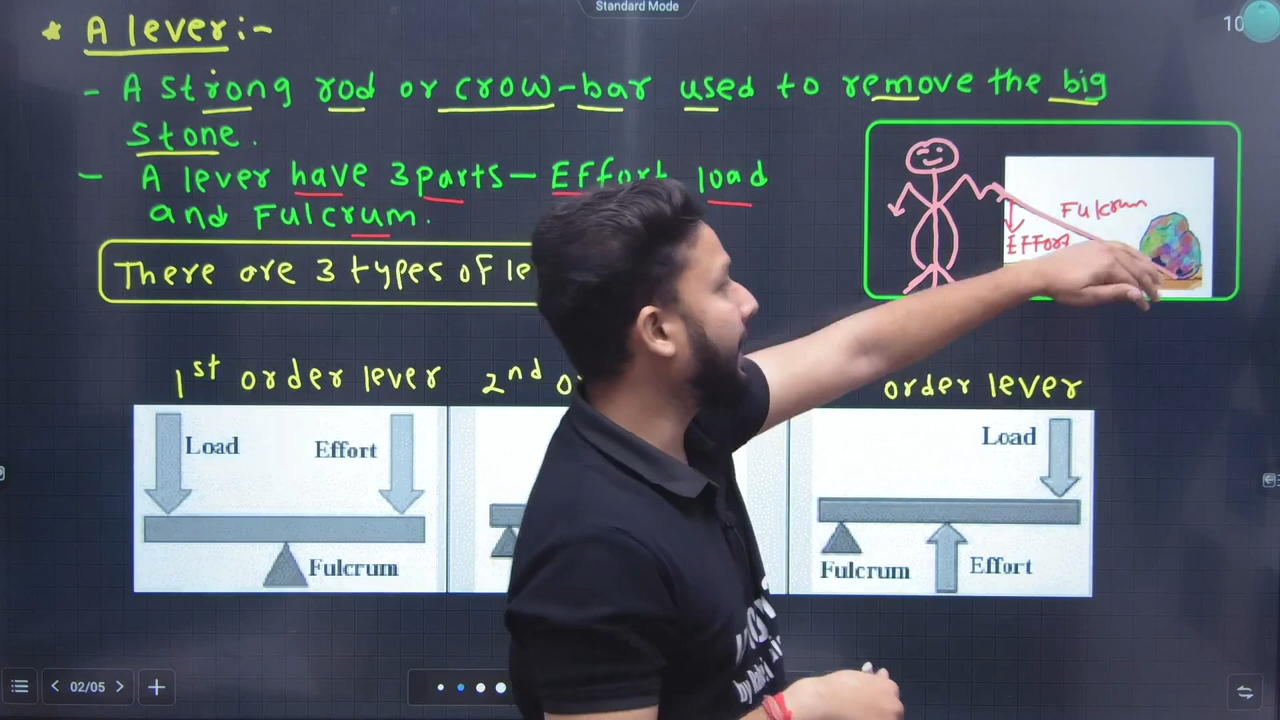 Standard Mode
10
* A lever:-
- A strong rod or crow-bar used to remove the big
stone.
- A lever have 3 parts - Effort load
and Fulcrum.
There are 3 types of le
Fulcrum
Effort
1st order lever
2nd o
order lever
Load
Effort
Fulcrum
Load
Fulcrum
Effort
02/05